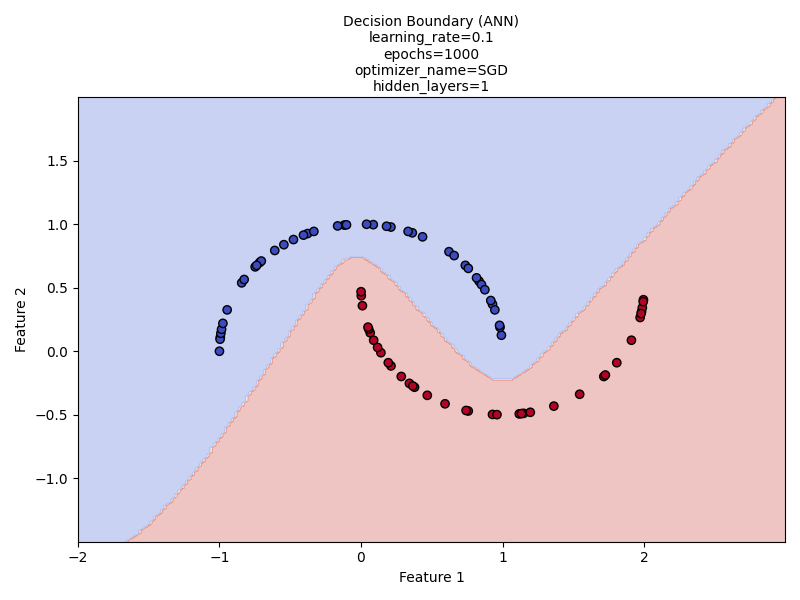 Decision Boundary (ANN)
learning_rate=0.1
epochs=1000
optimizer_name=SGD
hidden_layers=1
1.5
1.0
0.5
0.0
−0.5
−1.0
Feature 2
−2
−1
0
1
2
Feature 1